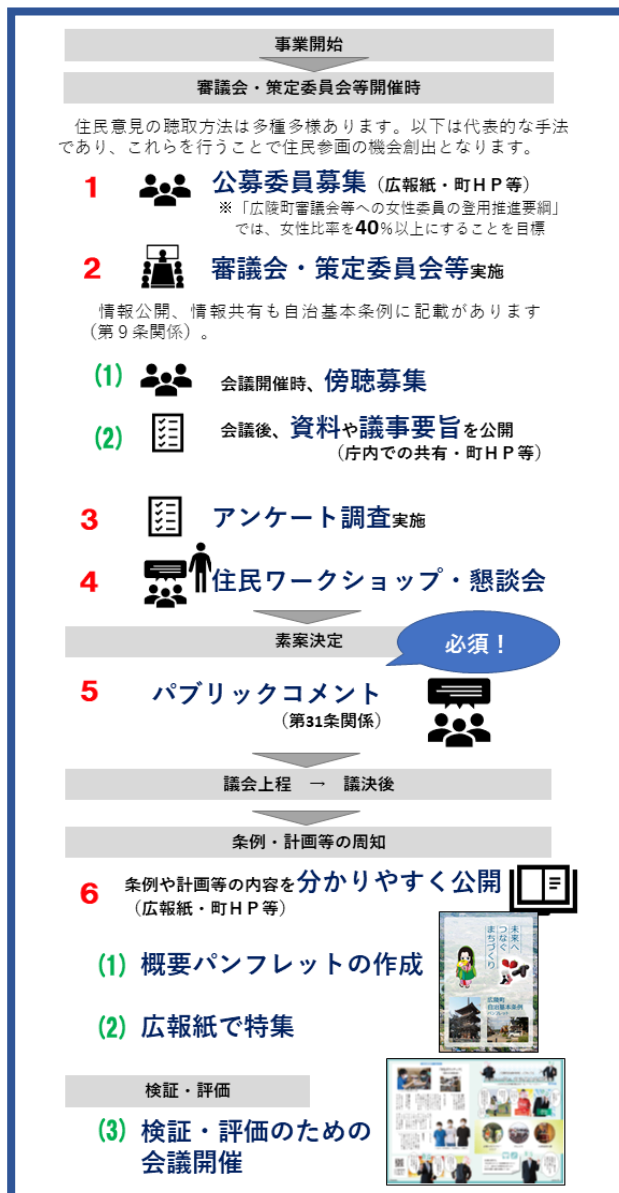 事業開始
審議会・策定委員会等開催時
住民意見の聴取方法は多種多様あります。以下は代表的な手法
であり、これらを行うことで住民参画の機会創出となります。
1 公募委員募集（広報紙・町ＨＰ等）
※「広陵町審議会等への女性委員の登用推進要綱」
では、女性比率を40％以上にすることを目標
2 審議会・策定委員会等実施
情報公開、情報共有も自治基本条例に記載があります
（第９条関係）。
(1) 会議開催時、傍聴募集
(2) 会議後、資料や議事要旨を公開
（庁内での共有・町ＨＰ等）
3 アンケート調査実施
4 住民ワークショップ・懇談会
素案決定
必須！
5 パブリックコメント
（第31条関係）
議会上程 → 議決後
条例・計画等の周知
6 条例や計画等の内容を分かりやすく公開
（広報紙・町ＨＰ等）
未来へ
つなぐ
まちづくり
広陵町
自治基本条例
(1) 概要パンフレットの作成
(2) 広報紙で特集
検証・評価
(3) 検証・評価のための
会議開催